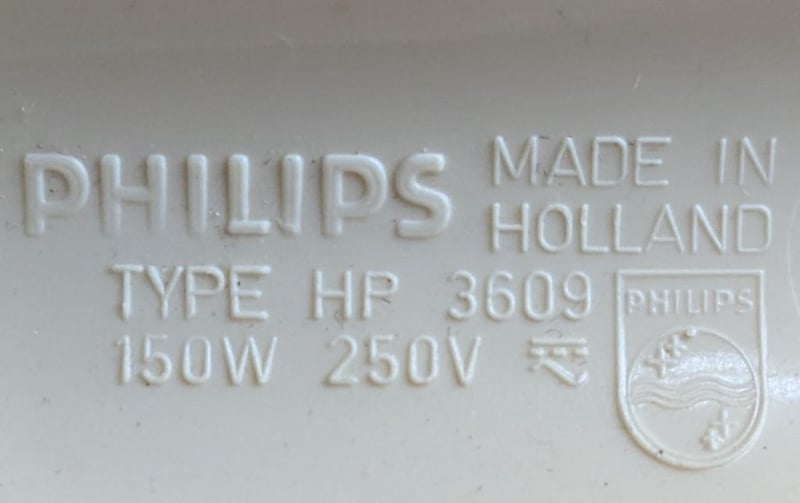 PHILIPS
MADE IN
HOLLAND
TYPE HP 3609
150W 250V
PHILIPS